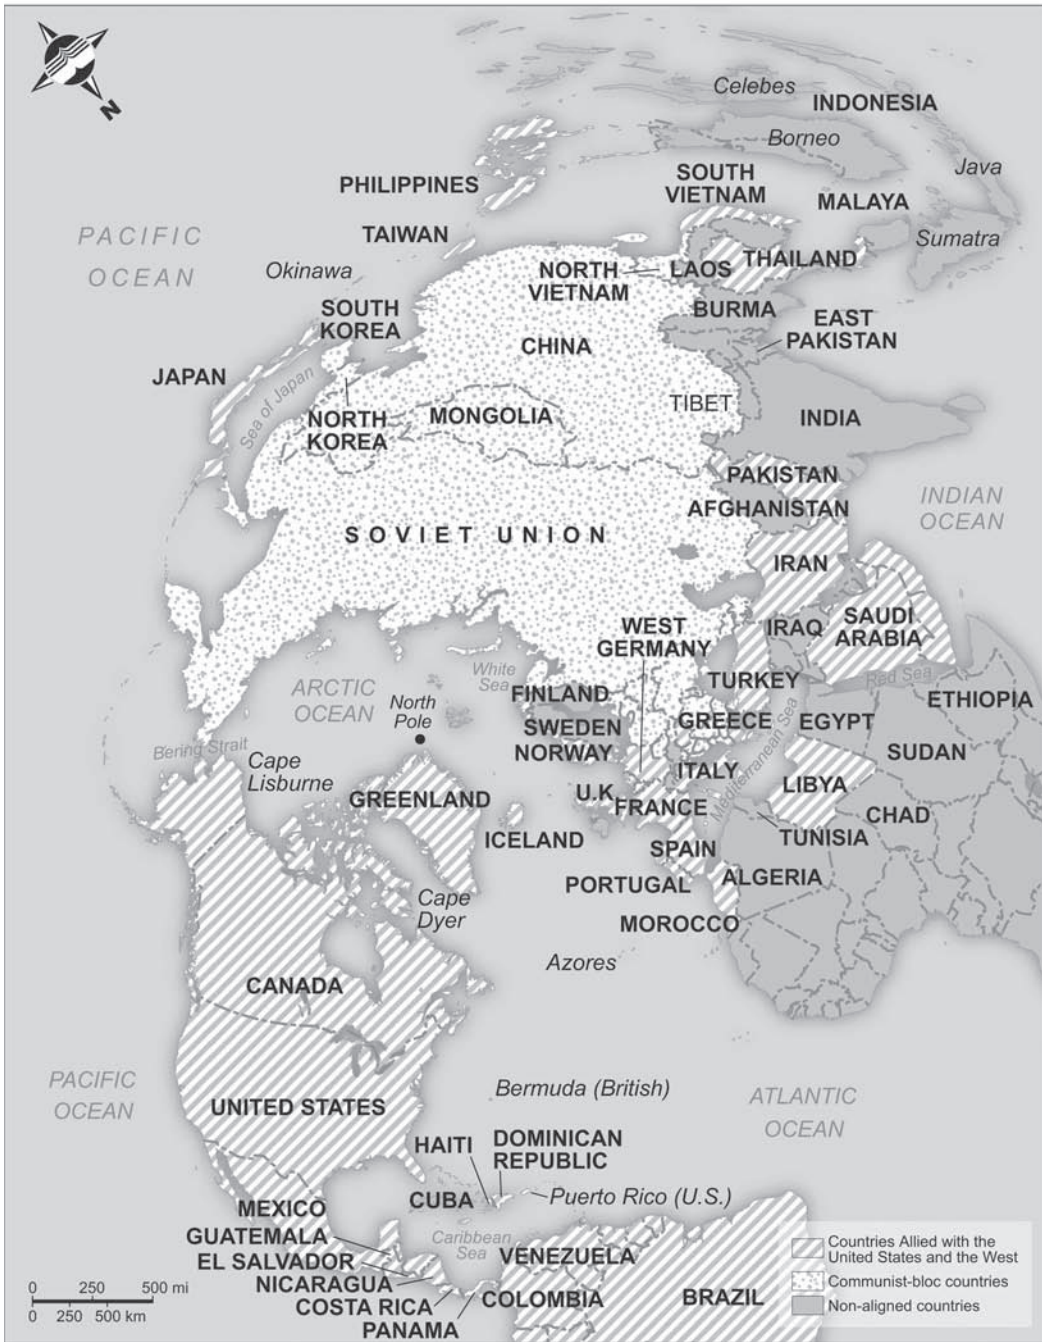 N
Celebes
INDONESIA
Borneo
Java
PHILIPPINES
SOUTH
VIETNAM
MALAYA
Sumatra
PACIFIC
OCEAN
TAIWAN
Okinawa
NORTH
VIETNAM
LAOS
THAILAND
SOUTH
KOREA
BURMA
EAST
PAKISTAN
CHINA
JAPAN
Sea of Japan
TIBET
NORTH
KOREA
MONGOLIA
INDIA
PAKISTAN
AFGHANISTAN
INDIAN
OCEAN
SOVIET UNION
IRAN
WEST
GERMANY
IRAQ
SAUDI
ARABIA
White
Sea
Red Sea
ARCTIC
OCEAN
North
Pole
FINLAND
TURKEY
ETHIOPIA
SWEDEN
NORWAY
GREECE
EGYPT
SUDAN
Bering Strait
Cape
Lisburne
Mediterranean Sea
ITALY
LIBYA
GREENLAND
U.K
FRANCE
CHAD
ICELAND
TUNISIA
SPAIN
ALGERIA
PORTUGAL
Cape
Dyer
MOROCCO
Azores
CANADA
PACIFIC
OCEAN
Bermuda (British)
ATLANTIC
OCEAN
UNITED STATES
HAITI
DOMINICAN
REPUBLIC
CUBA
Puerto Rico (U.S.)
MEXICO
GUATEMALA
EL SALVADOR
NICARAGUA
COSTA RICA
PANAMA
Caribbean
Sea
VENEZUELA
COLOMBIA
BRAZIL
Countries Allied with the
United States and the West
Communist-bloc countries
Non-aligned countries
0 250 500 mi
0 250 500 km